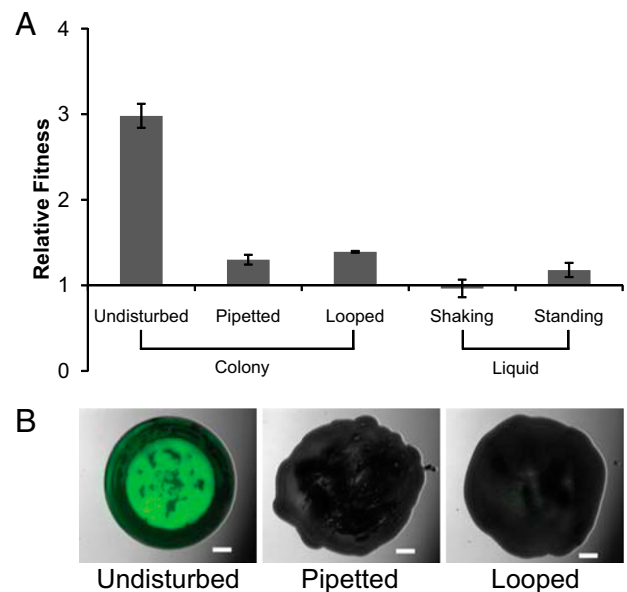 A
4
3
2
1
0
Relative Fitness
Undisturbed Pipetted Looped Shaking Standing
Colony Liquid
B
Undisturbed Pipetted Looped